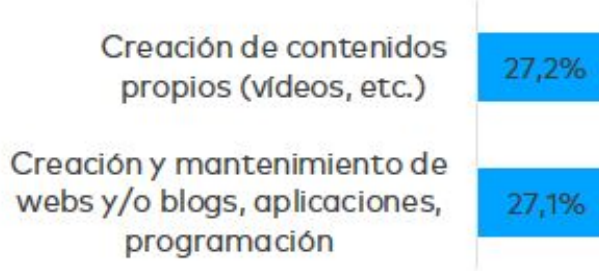 Creación de contenidos
propios (vídeos, etc.)
27,2%
Creación y mantenimiento de
webs y/o blogs, aplicaciones,
programación
27,1%